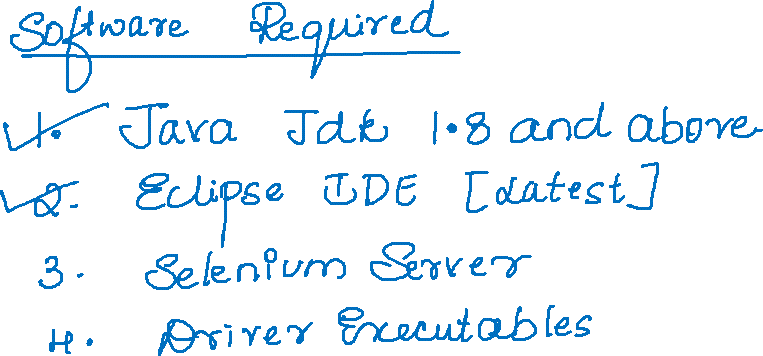 Software Required
1. Java Jdk 1.8 and above
2. Eclipse IDE [Latest]
3. Selenium Server
4. Driver Executables